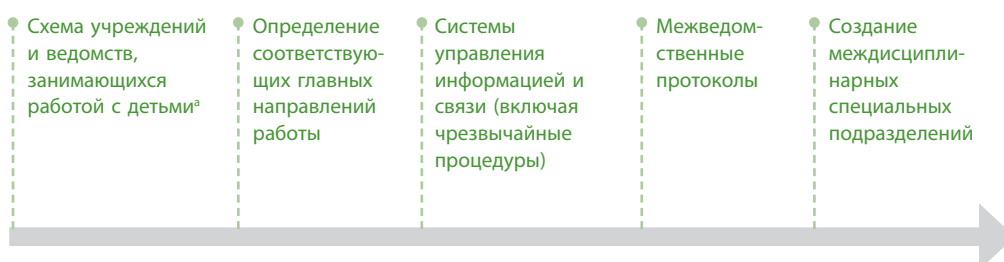 Схема учреждений
и ведомств,
занимающихся
работой с детьмиᵃ
Определение
соответствую-
щих главных
направлений
работы
Системы
управления
информацией и
связи (включая
чрезвычайные
процедуры)
Межведом-
ственные
протоколы
Создание
междисципли-
нарных
специальных
подразделений